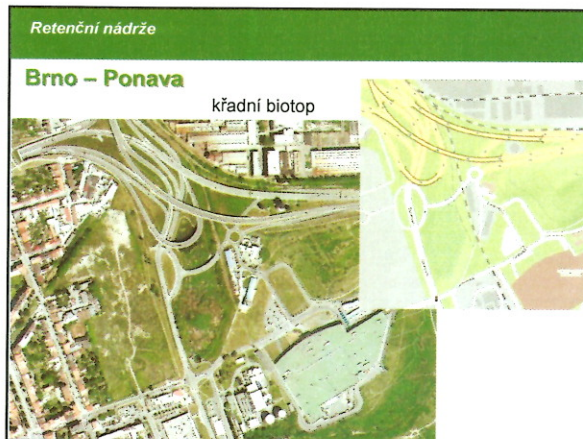 Retenční nádrže
Brno – Ponava
křadní biotop